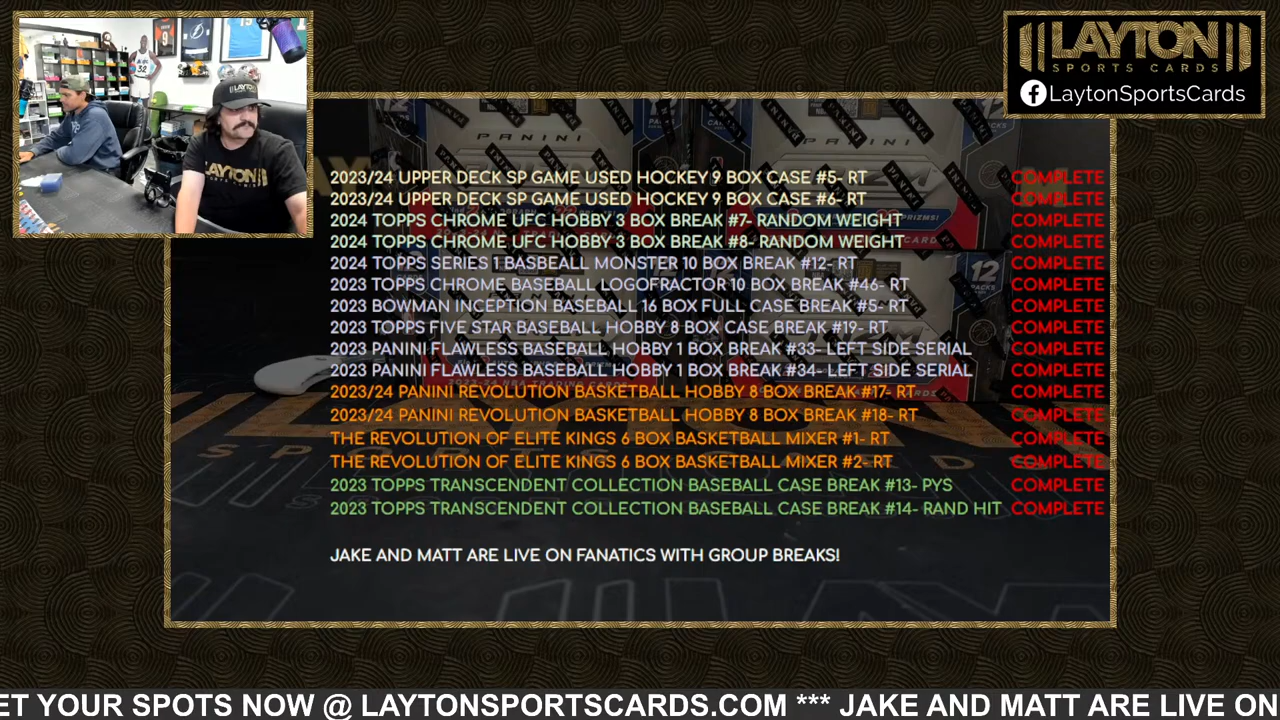 LAYTON
SPORTS CARDS
LaytonSportsCards
2023/24 UPPER DECK SP GAME USED HOCKEY 9 BOX CASE #5- RT COMPLETE
2023/24 UPPER DECK SP GAME USED HOCKEY 9 BOX CASE #6- RT COMPLETE
2024 TOPPS CHROME UFC HOBBY 3 BOX BREAK #7- RANDOM WEIGHT COMPLETE
2024 TOPPS CHROME UFC HOBBY 3 BOX BREAK #8- RANDOM WEIGHT COMPLETE
2024 TOPPS SERIES 1 BASBEALL MONSTER 10 BOX BREAK #12- RT COMPLETE
2023 TOPPS CHROME BASEBALL LOGOFRACTOR 10 BOX BREAK #46- RT COMPLETE
2023 BOWMAN INCEPTION BASEBALL 16 BOX FULL CASE BREAK #5- RT COMPLETE
2023 TOPPS FIVE STAR BASEBALL HOBBY 8 BOX CASE BREAK #19- RT COMPLETE
2023 PANINI FLAWLESS BASEBALL HOBBY 1 BOX BREAK #33- LEFT SIDE SERIAL COMPLETE
2023 PANINI FLAWLESS BASEBALL HOBBY 1 BOX BREAK #34- LEFT SIDE SERIAL COMPLETE
2023/24 PANINI REVOLUTION BASKETBALL HOBBY 8 BOX BREAK #17- RT COMPLETE
2023/24 PANINI REVOLUTION BASKETBALL HOBBY 8 BOX BREAK #18- RT COMPLETE
THE REVOLUTION OF ELITE KINGS 6 BOX BASKETBALL MIXER #1- RT COMPLETE
THE REVOLUTION OF ELITE KINGS 6 BOX BASKETBALL MIXER #2- RT COMPLETE
2023 TOPPS TRANSCENDENT COLLECTION BASEBALL CASE BREAK #13- PYS COMPLETE
2023 TOPPS TRANSCENDENT COLLECTION BASEBALL CASE BREAK #14- RAND HIT COMPLETE
JAKE AND MATT ARE LIVE ON FANATICS WITH GROUP BREAKS!
ET YOUR SPOTS NOW @ LAYTONSPORTSCARDS.COM *** JAKE AND MATT ARE LIVE ON